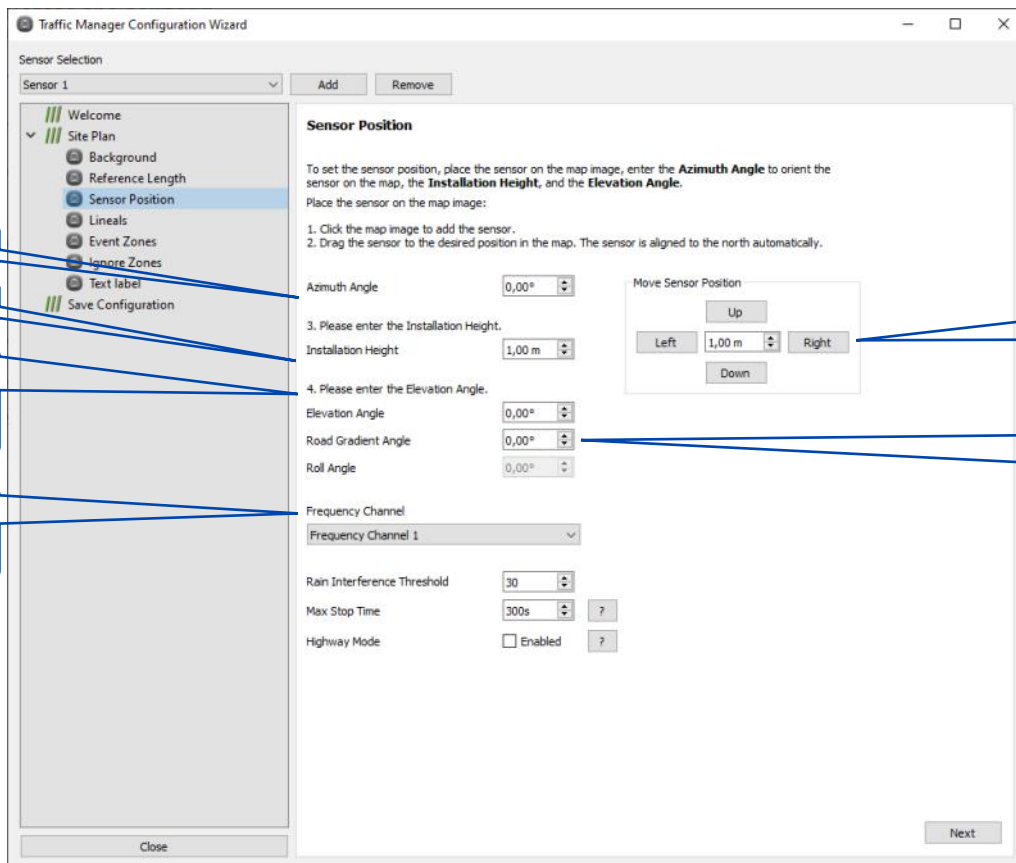 Traffic Manager Configuration Wizard
Sensor Selection
Sensor 1
Add
Remove
Welcome
Site Plan
Background
Reference Length
Sensor Position
Lineals
Event Zones
Ignore Zones
Text label
Save Configuration
Close
Sensor Position
To set the sensor position, place the sensor on the map image, enter the Azimuth Angle to orient the
sensor on the map, the Installation Height, and the Elevation Angle.
Place the sensor on the map image:
1. Click the map image to add the sensor.
2. Drag the sensor to the desired position in the map. The sensor is aligned to the north automatically.
Azimuth Angle 0,00°
3. Please enter the Installation Height.
Installation Height 1,00 m
4. Please enter the Elevation Angle.
Elevation Angle 0,00°
Road Gradient Angle 0,00°
Roll Angle 0,00°
Move Sensor Position
Up
Left 1,00 m Right
Down
Frequency Channel
Frequency Channel 1
Rain Interference Threshold 30
Max Stop Time 300s ?
Highway Mode Enabled ?
Next